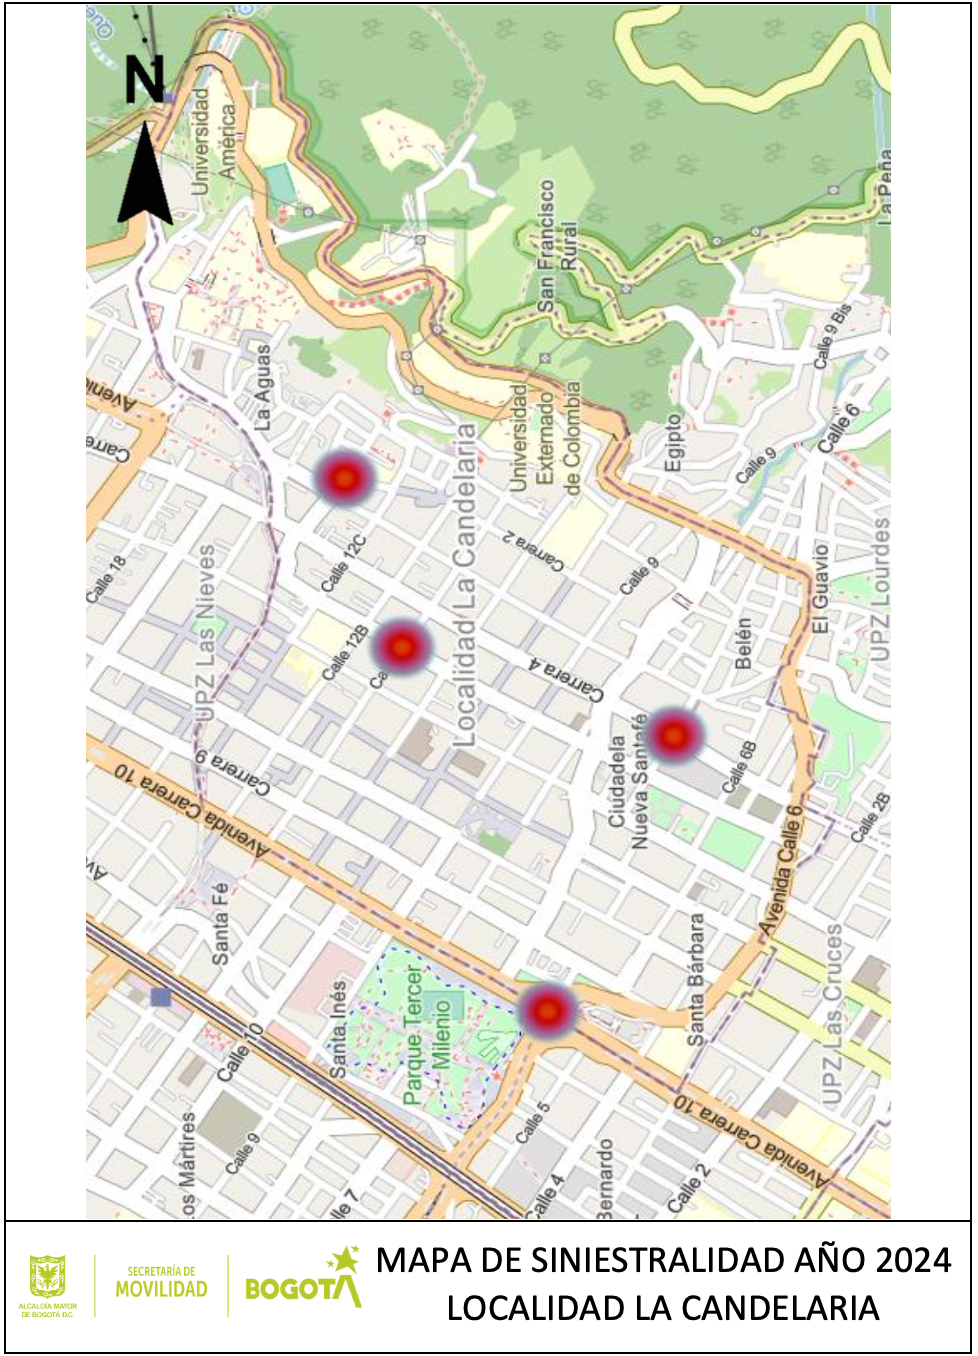 N
Universidad
América
San Francisco
Rural
La Peña
Calle 9 Bis
La Aguas
Universidad
Externado
de Colombia
Egipto
Calle 6
Calle 9
Localidad La Candelaria
Carrera 2
Calle 12C
Calle 9
Calle 18
UPZ Las Nieves
El Guavio
UPZ Lourdes
Belén
Calle 12B
Carrera 4
Ciudadela
Nueva Santafé
Calle 6B
Carrera 9
Avenida Carrera 10
Calle 2B
Avenida Calle 6
Santa Fé
Santa Bárbara
UPZ Las Cruces
Santa Inés
Parque Tercer
Milenio
Calle 10
Calle 5
Avenida Carrera 10
Calle 9
Calle 2
Calle 4
MAPA DE SINIESTRALIDAD AÑO 2024
LOCALIDAD LA CANDELARIA
ALCALDÍA MAYOR
DE BOGOTÁ D.C.
SECRETARÍA DE
MOVILIDAD
BOGOTÁ